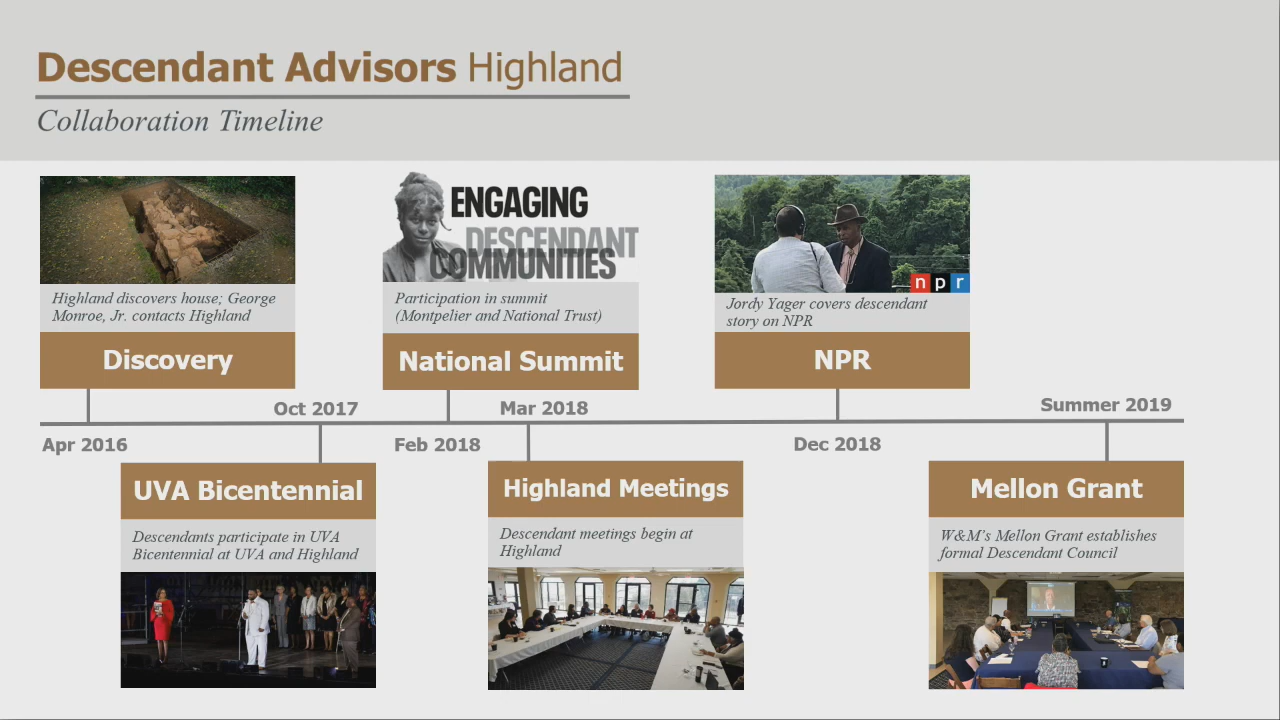 Descendant Advisors Highland
Collaboration Timeline
Highland discovers house; George
Monroe, Jr. contacts Highland
Discovery
ENGAGING
DESCENDANT
COMMUNITIES
Participation in summit
(Montpelier and National Trust)
National Summit
npr
Jordy Yager covers descendant
story on NPR
NPR
Oct 2017
Mar 2018
Summer 2019
Apr 2016
Feb 2018
Dec 2018
UVA Bicentennial
Descendants participate in UVA
Bicentennial at UVA and Highland
Highland Meetings
Descendant meetings begin at
Highland
Mellon Grant
W&M's Mellon Grant establishes
formal Descendant Council